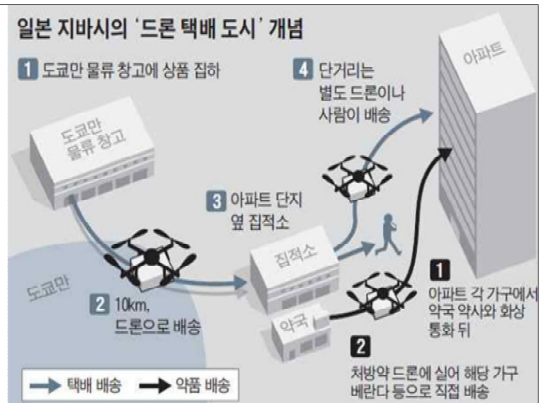 일본 지바시의 '드론 택배 도시' 개념
1 도쿄만 물류 창고에 상품 집하
도쿄만
물류 창고
4 단거리는
별도 드론이나
사람이 배송
아파트
3 아파트 단지
옆 집적소
집적소
도쿄만
2 10km,
드론으로 배송
약국
1
아파트 각 가구에서
약국 약사와 화상
통화 뒤
2
처방약 드론에 실어 해당 가구
베란다 등으로 직접 배송
택배 배송
약품 배송